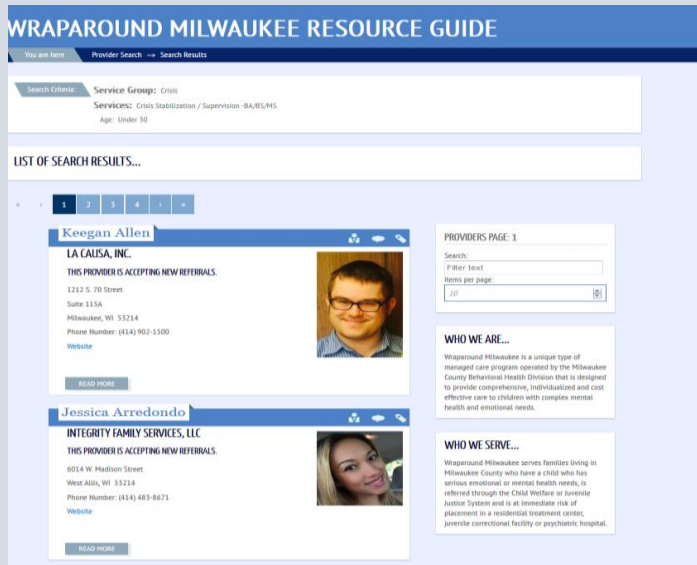 WRAPAROUND MILWAUKEE RESOURCE GUIDE
You are here Provider Search → Search Results
Search Criteria: Service Group: Crisis
Services: Crisis Stabilization / Supervision -BA/BS/MS
Age: Under 30
LIST OF SEARCH RESULTS...
« ‹ 1 2 3 4 › »
Keegan Allen
LA CAUSA, INC.
THIS PROVIDER IS ACCEPTING NEW REFERRALS.
1212 S. 70 Street
Suite 115A
Milwaukee, WI 53214
Phone Number: (414) 902-1500
Website
READ MORE
Jessica Arredondo
INTEGRITY FAMILY SERVICES, LLC
THIS PROVIDER IS ACCEPTING NEW REFERRALS.
6014 W. Madison Street
West Allis, WI 53214
Phone Number: (414) 483-8671
Website
READ MORE
PROVIDERS PAGE: 1
Search:
Filter text
Items per page:
10
WHO WE ARE...
Wraparound Milwaukee is a unique type of
managed care program operated by the Milwaukee
County Behavioral Health Division that is designed
to provide comprehensive, individualized and cost
effective care to children with complex mental
health and emotional needs.
WHO WE SERVE...
Wraparound Milwaukee serves families living in
Milwaukee County who have a child who has
serious emotional or mental health needs, is
referred through the Child Welfare or Juvenile
Justice System and is at immediate risk of
placement in a residential treatment center,
juvenile correctional facility or psychiatric hospital.